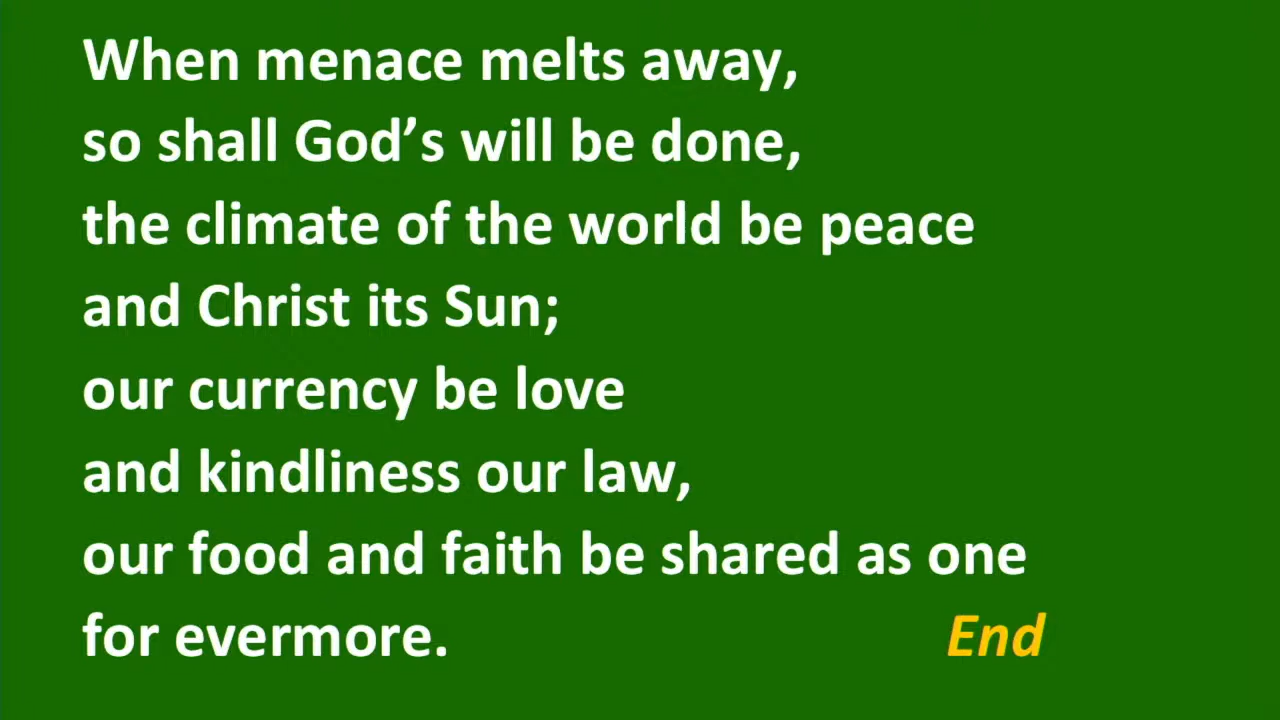 When menace melts away,
so shall God’s will be done,
the climate of the world be peace
and Christ its Sun;
our currency be love
and kindliness our law,
our food and faith be shared as one
for evermore. End